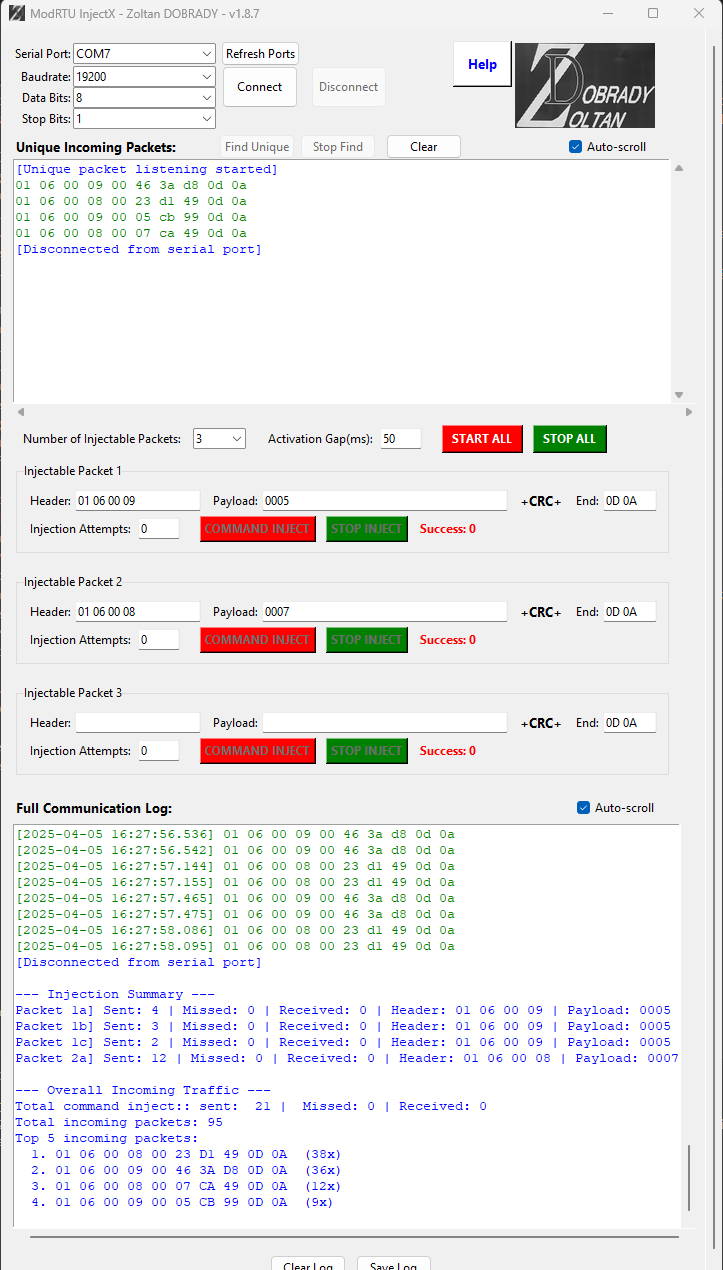 ModRTU InjectX - Zoltan DOBRADY - v1.8.7
Serial Port: COM7 Refresh Ports
Baudrate: 19200
Data Bits: 8
Stop Bits: 1
Connect Disconnect
Help
ZD
DOBRADY
ZOLTAN
Unique Incoming Packets: Find Unique Stop Find Clear Auto-scroll
[Unique packet listening started]
01 06 00 09 00 46 3a d8 0d 0a
01 06 00 08 00 23 d1 49 0d 0a
01 06 00 09 00 05 cb 99 0d 0a
01 06 00 08 00 07 ca 49 0d 0a
[Disconnected from serial port]
Number of Injectable Packets: 3 Activation Gap(ms): 50 START ALL STOP ALL
Injectable Packet 1
Header: 01 06 00 09 Payload: 0005 +CRC+ End: 0D 0A
Injection Attempts: 0 COMMAND INJECT STOP INJECT Success: 0
Injectable Packet 2
Header: 01 06 00 08 Payload: 0007 +CRC+ End: 0D 0A
Injection Attempts: 0 COMMAND INJECT STOP INJECT Success: 0
Injectable Packet 3
Header: Payload: +CRC+ End: 0D 0A
Injection Attempts: 0 COMMAND INJECT STOP INJECT Success: 0
Full Communication Log: Auto-scroll
[2025-04-05 16:27:56.536] 01 06 00 09 00 46 3a d8 0d 0a
[2025-04-05 16:27:56.542] 01 06 00 09 00 46 3a d8 0d 0a
[2025-04-05 16:27:57.144] 01 06 00 08 00 23 d1 49 0d 0a
[2025-04-05 16:27:57.155] 01 06 00 08 00 23 d1 49 0d 0a
[2025-04-05 16:27:57.465] 01 06 00 09 00 46 3a d8 0d 0a
[2025-04-05 16:27:57.475] 01 06 00 09 00 46 3a d8 0d 0a
[2025-04-05 16:27:58.086] 01 06 00 08 00 23 d1 49 0d 0a
[2025-04-05 16:27:58.095] 01 06 00 08 00 23 d1 49 0d 0a
[Disconnected from serial port]
--- Injection Summary ---
Packet 1a] Sent: 4 | Missed: 0 | Received: 0 | Header: 01 06 00 09 | Payload: 0005
Packet 1b] Sent: 3 | Missed: 0 | Received: 0 | Header: 01 06 00 09 | Payload: 0005
Packet 1c] Sent: 2 | Missed: 0 | Received: 0 | Header: 01 06 00 09 | Payload: 0005
Packet 2a] Sent: 12 | Missed: 0 | Received: 0 | Header: 01 06 00 08 | Payload: 0007
--- Overall Incoming Traffic ---
Total command inject:: sent: 21 | Missed: 0 | Received: 0
Total incoming packets: 95
Top 5 incoming packets:
1. 01 06 00 08 00 23 D1 49 0D 0A (38x)
2. 01 06 00 09 00 46 3A D8 0D 0A (36x)
3. 01 06 00 08 00 07 CA 49 0D 0A (12x)
4. 01 06 00 09 00 05 CB 99 0D 0A (9x)
Clear Log Save Log